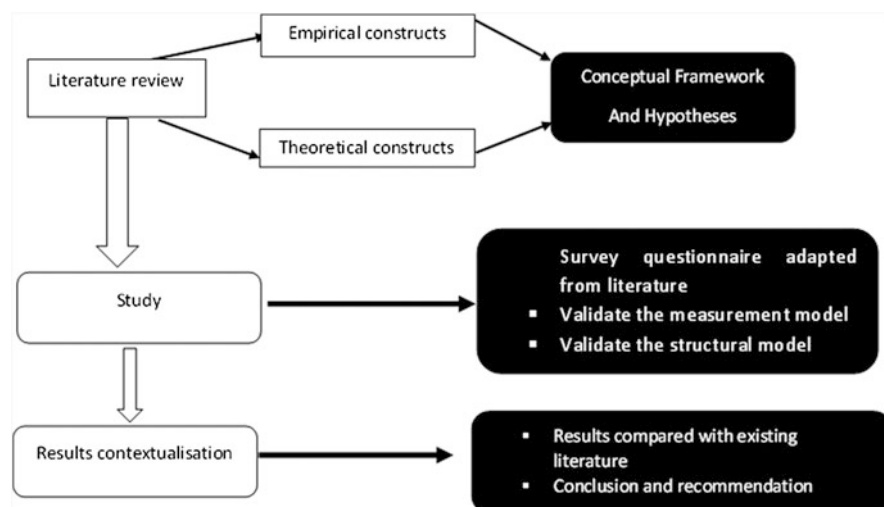 Empirical constructs
Literature review
Theoretical constructs
Conceptual Framework
And Hypotheses
Study
Survey questionnaire adapted
from literature
▪ Validate the measurement model
▪ Validate the structural model
Results contextualisation
▪ Results compared with existing
literature
▪ Conclusion and recommendation